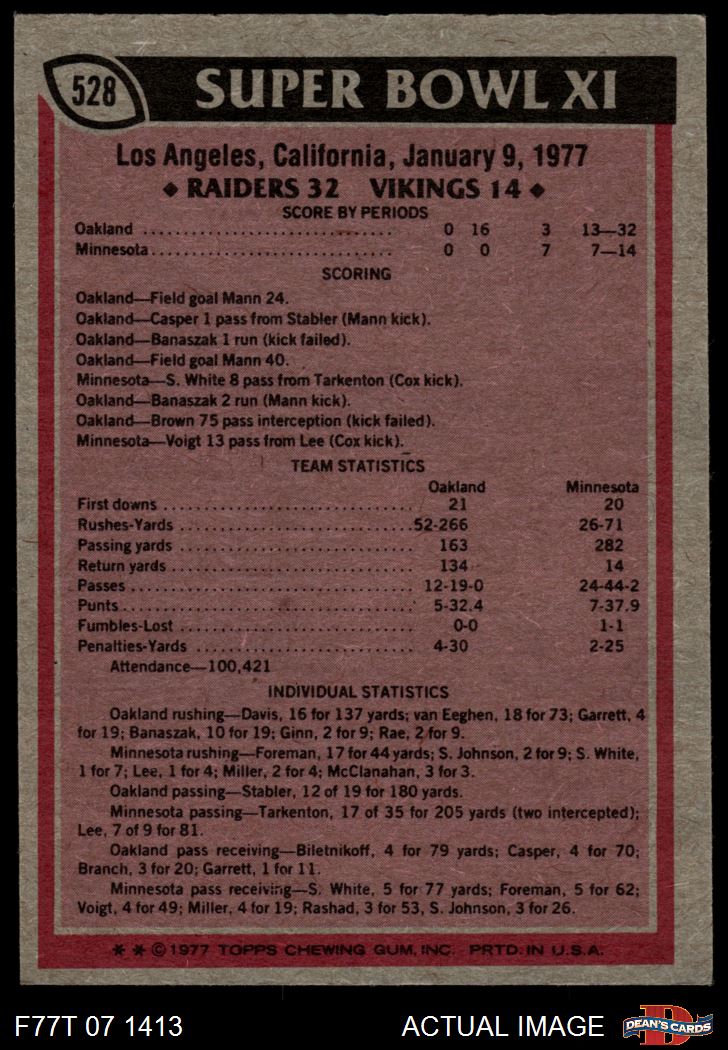 528 SUPER BOWL XI
Los Angeles, California, January 9, 1977
◆ RAIDERS 32 VIKINGS 14 ◆
SCORE BY PERIODS
Oakland .............................. 0 16 3 13—32
Minnesota.............................. 0 0 7 7—14
SCORING
Oakland—Field goal Mann 24.
Oakland—Casper 1 pass from Stabler (Mann kick).
Oakland—Banaszak 1 run (kick failed).
Oakland—Field goal Mann 40.
Minnesota—S. White 8 pass from Tarkenton (Cox kick).
Oakland—Banaszak 2 run (Mann kick).
Oakland—Brown 75 pass interception (kick failed).
Minnesota—Voigt 13 pass from Lee (Cox kick).
TEAM STATISTICS
Oakland Minnesota
First downs .............................. 21 20
Rushes-Yards ..............................52-266 26-71
Passing yards .............................. 163 282
Return yards .............................. 134 14
Passes .............................. 12-19-0 24-44-2
Punts.............................. 5-32.4 7-37.9
Fumbles-Lost .............................. 0-0 1-1
Penalties-Yards .............................. 4-30 2-25
Attendance—100,421
INDIVIDUAL STATISTICS
Oakland rushing—Davis, 16 for 137 yards; van Eeghen, 18 for 73; Garrett, 4
for 19; Banaszak, 10 for 19; Ginn, 2 for 9; Rae, 2 for 9.
Minnesota rushing—Foreman, 17 for 44 yards; S. Johnson, 2 for 9; S. White,
1 for 7; Lee, 1 for 4; Miller, 2 for 4; McClanahan, 3 for 3.
Oakland passing—Stabler, 12 of 19 for 180 yards.
Minnesota passing—Tarkenton, 17 of 35 for 205 yards (two intercepted);
Lee, 7 of 9 for 81.
Oakland pass receiving—Biletnikoff, 4 for 79 yards; Casper, 4 for 70;
Branch, 3 for 20; Garrett, 1 for 11.
Minnesota pass receiving—S. White, 5 for 77 yards; Foreman, 5 for 62;
Voigt, 4 for 49; Miller, 4 for 19; Rashad, 3 for 53, S. Johnson, 3 for 26.
* * © 1977 TOPPS CHEWING GUM, INC. PRTD. IN U.S.A.
F77T 07 1413 ACTUAL IMAGE D DEAN'S CARDS